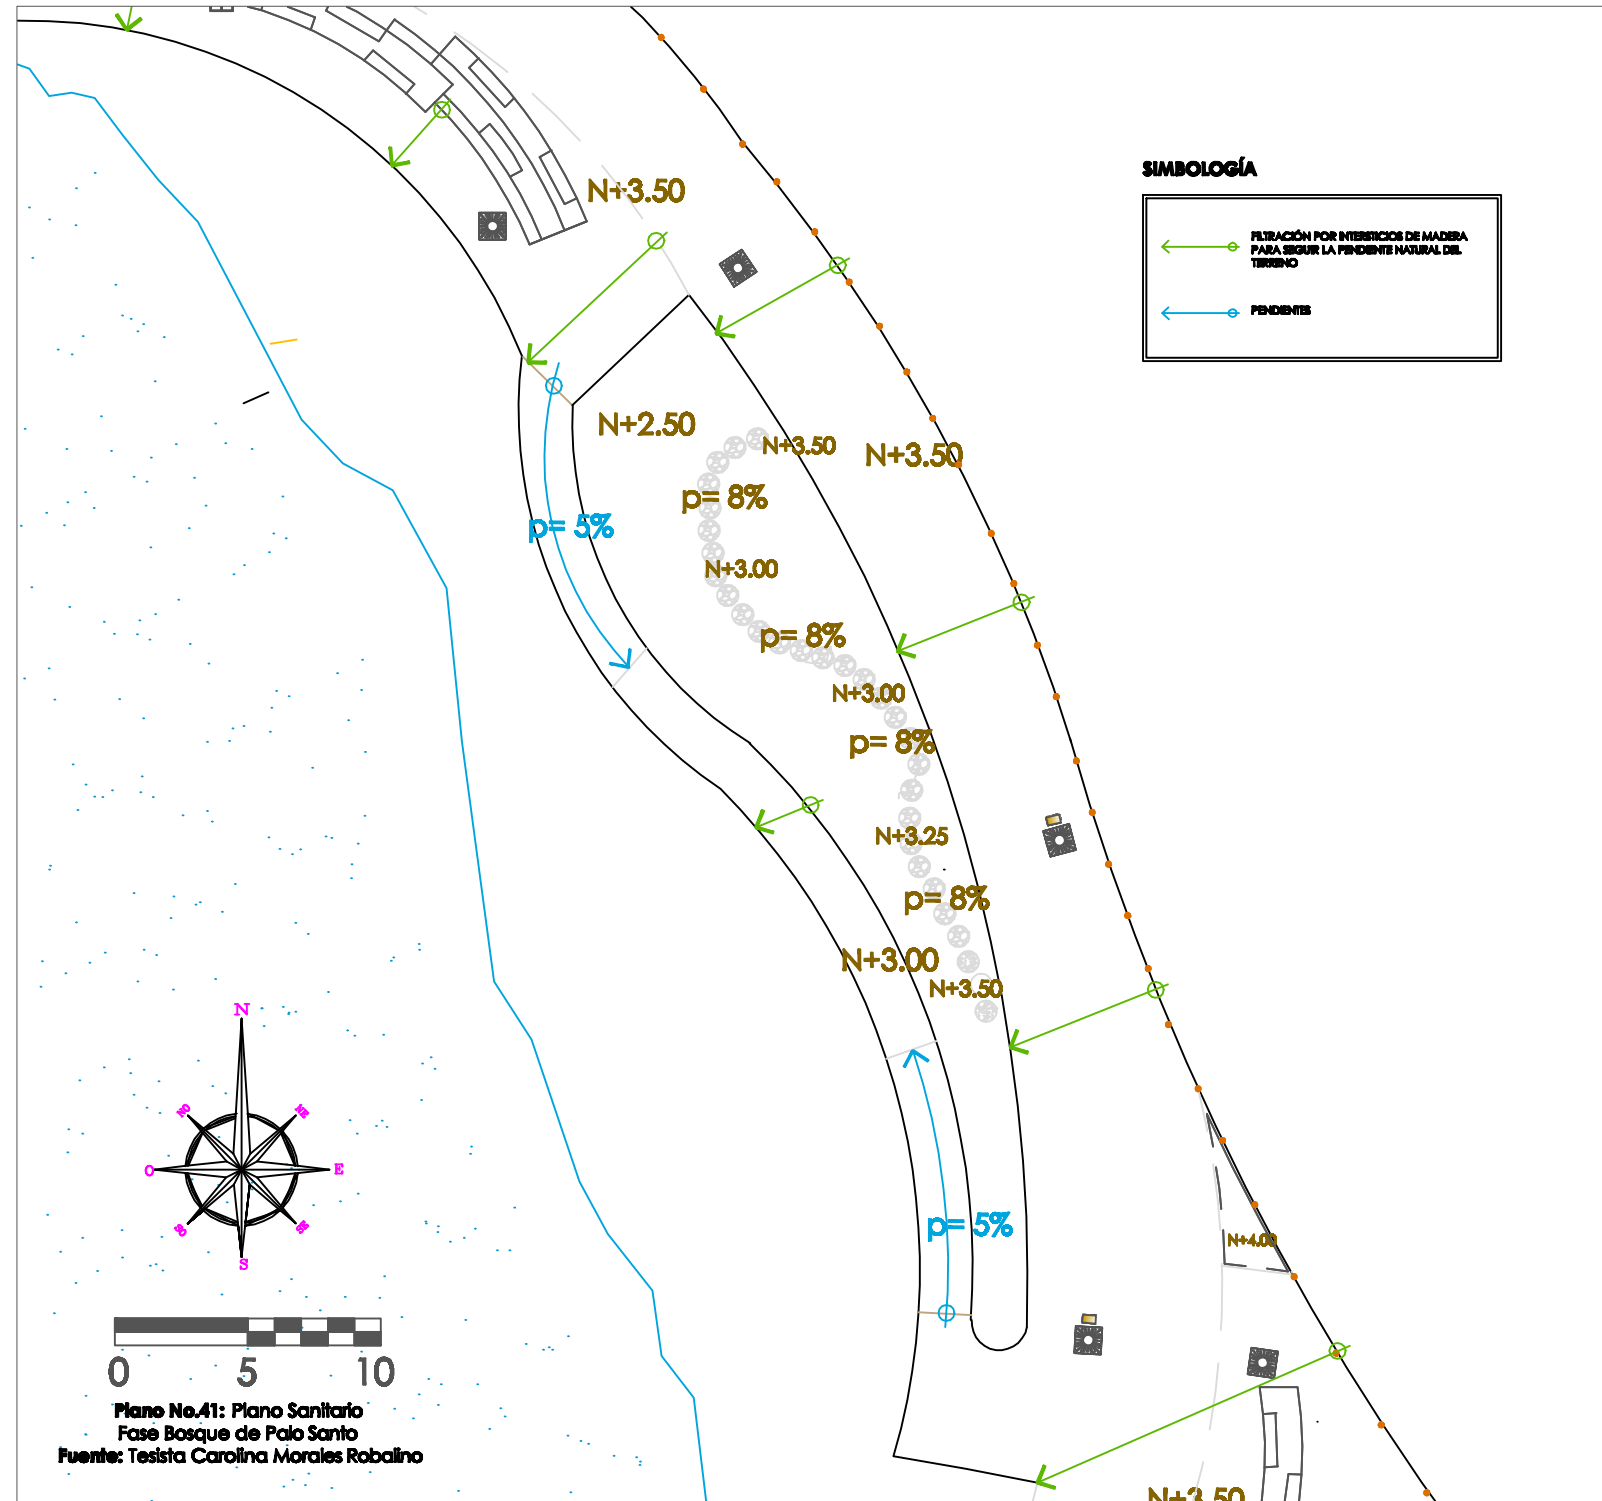 N+3.50
SIMBOLOGÍA
FILTRACIÓN POR INTERSTICIOS DE MADERA
PARA SEGUIR LA PENDIENTE NATURAL DEL
TERRENO
PENDIENTES
N+2.50
N+3.50
N+3.50
p= 8%
p= 5%
N+3.00
p= 8%
N+3.00
p= 8%
N+3.25
p= 8%
N+3.00
N+3.50
N
NO
NE
O
E
SO
SE
S
p= 5%
N+4.00
0 5 10
Plano No.41: Plano Sanitario
Fase Bosque de Palo Santo
Fuente: Tesista Carolina Morales Robalino
N+3.50